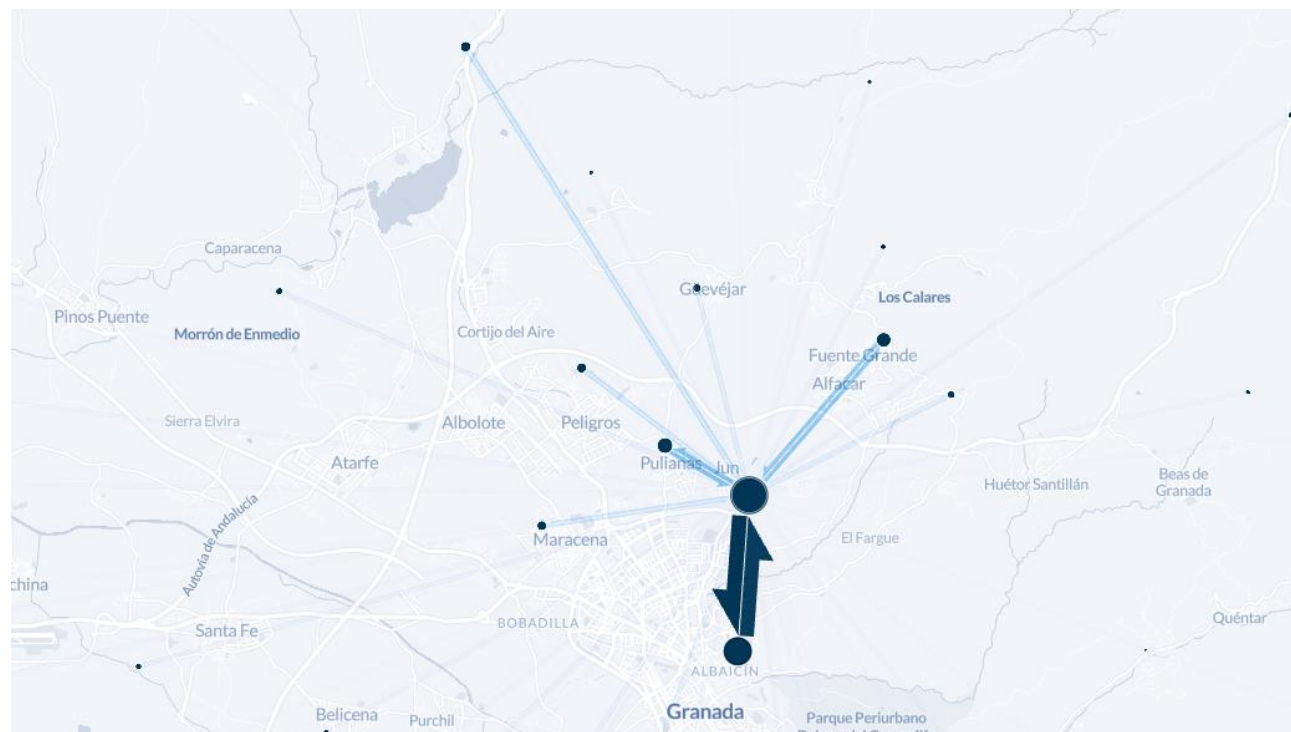 Caparacena
Guevéjar
Los Calares
Pinos Puente
Morrón de Enmedio
Cortijo del Aire
Fuente Grande
Alfacar
Sierra Elvira
Albolote
Peligros
Atarfe
Pulianas
Jun
Huétor Santillán
Beas de
Granada
Autovía de Andalucía
Maracena
El Fargue
china
BOBADILLA
Santa Fe
Quéntar
ALBAICÍN
Belicena
Purchil
Granada
Parque Periurbano